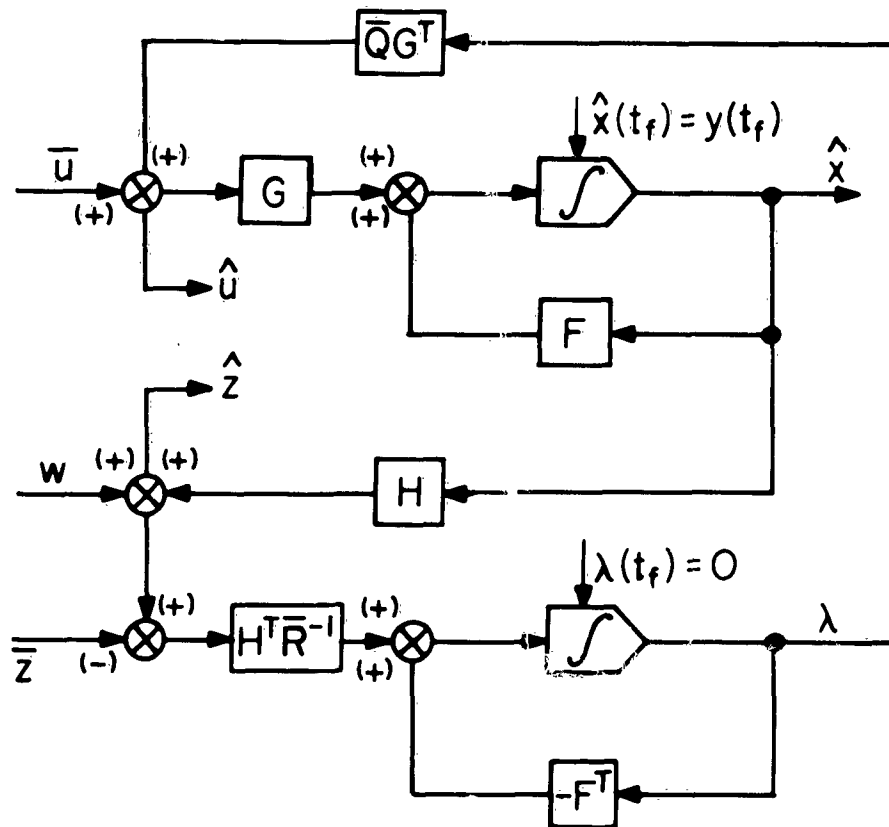 Q̅Gᵀ
x̂(t_f) = y(t_f)
u̅ (+) (+) G (+) (+) ∫ x̂
û
F
ẑ
w (+) (+) H
λ(t_f) = 0
z̅ (-) (+) HᵀR̅⁻¹ (+) (+) ∫ λ
-Fᵀ